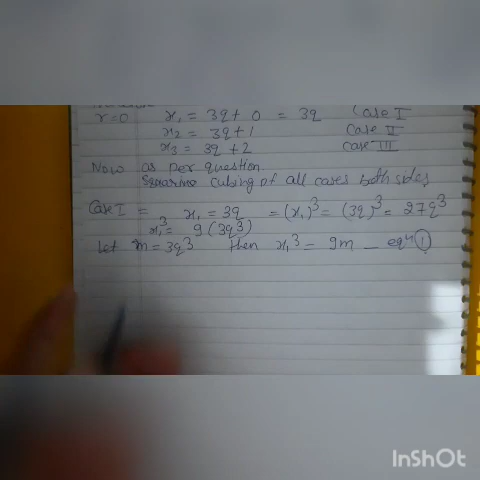 r=0 x₁ = 3q + 0 = 3q Case I
x₂ = 3q+1 Case II
x₃ = 3q +2 Case III
Now as per question
cubing of all cases both sides,
Case I = x₁ = 3q = (x₁)³ = (3q)³ = 27q³
x₁³ = 9(3q³)
Let m = 3q³ then x₁³ = 9m — eqⁿ ①
InShOt